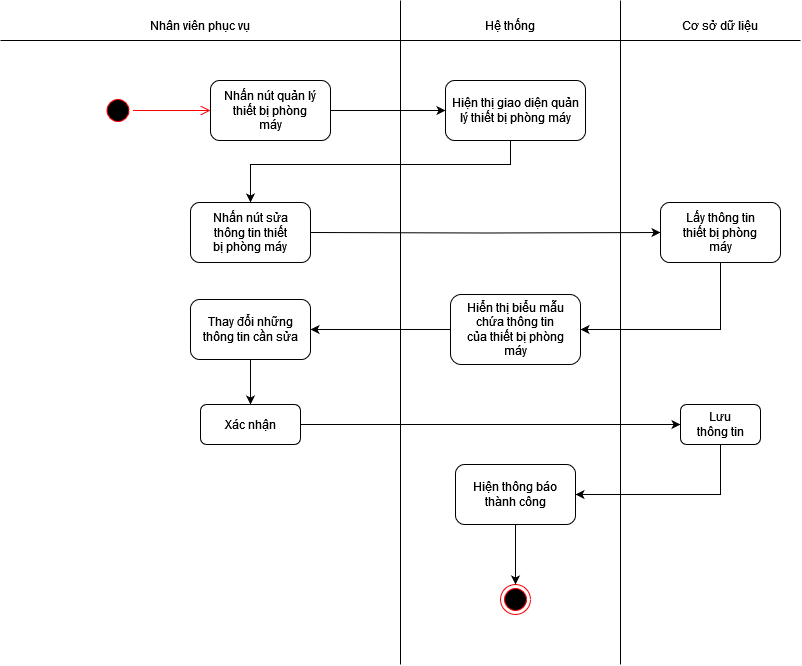 Nhân viên phục vụ
Hệ thống
Cơ sở dữ liệu
Nhấn nút quản lý
thiết bị phòng
máy
Hiện thị giao diện quản
lý thiết bị phòng máy
Nhấn nút sửa
thông tin thiết
bị phòng máy
Lấy thông tin
thiết bị phòng
máy
Thay đổi những
thông tin cần sửa
Hiển thị biểu mẫu
chứa thông tin
của thiết bị phòng
máy
Xác nhận
Lưu
thông tin
Hiện thông báo
thành công